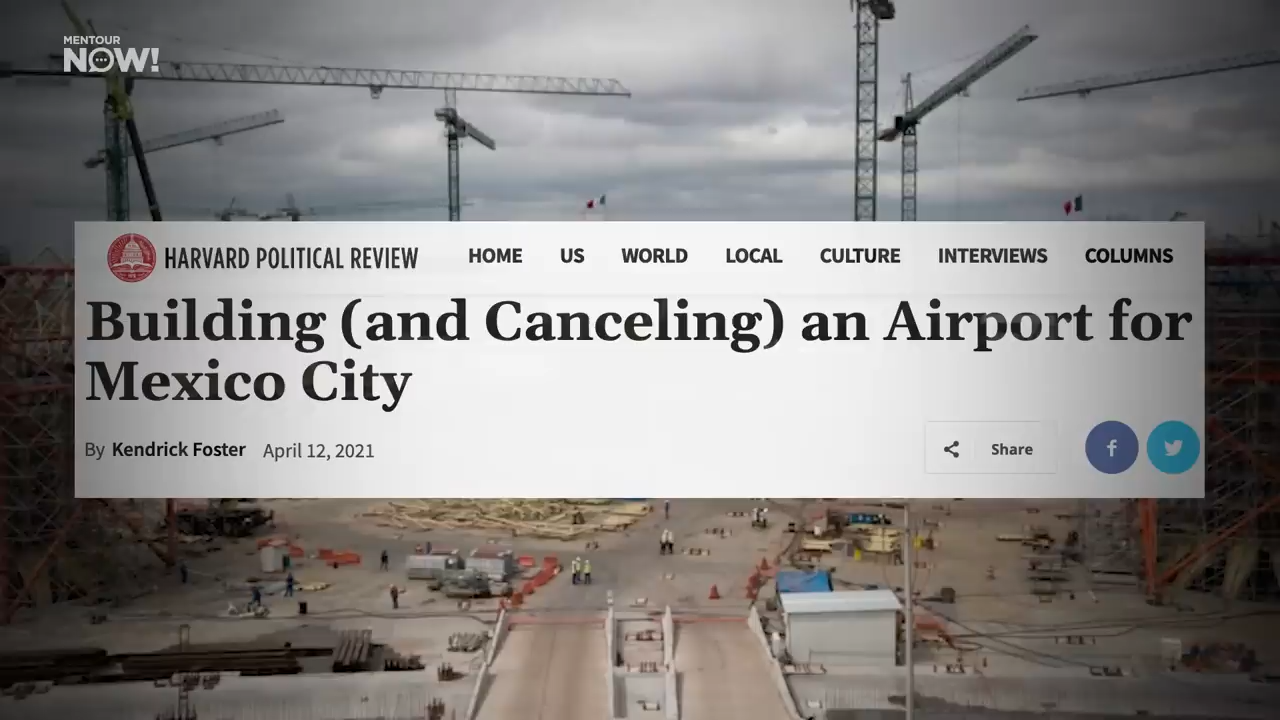 MENTOUR
NOW!
HARVARD POLITICAL REVIEW HOME US WORLD LOCAL CULTURE INTERVIEWS COLUMNS
Building (and Canceling) an Airport for
Mexico City
By Kendrick Foster April 12, 2021 Share